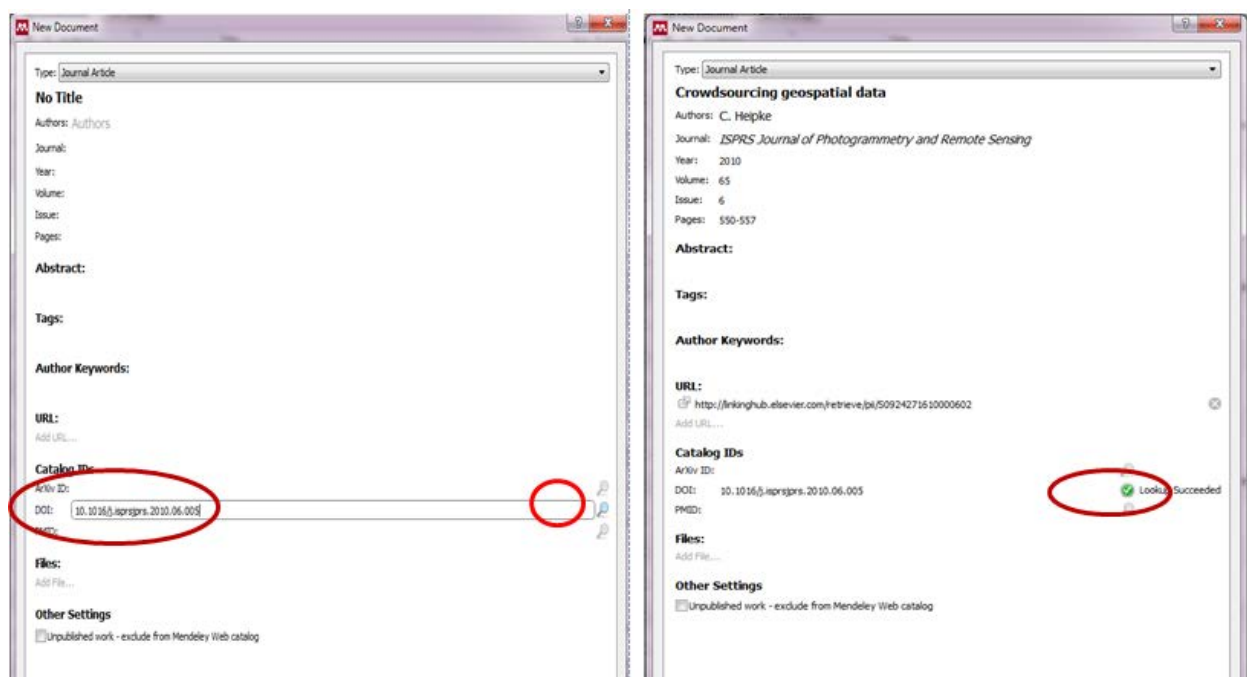 New Document
Type: Journal Article
No Title
Authors: Authors
Journal:
Year:
Volume:
Issue:
Pages:
Abstract:
Tags:
Author Keywords:
URL:
Add URL...
Catalog IDs
ArXiv ID:
DOI: 10.1016/j.isprsjprs.2010.06.005
PMID:
Files:
Add File...
Other Settings
Unpublished work - exclude from Mendeley Web catalog
New Document
Type: Journal Article
Crowdsourcing geospatial data
Authors: C. Heipke
Journal: ISPRS Journal of Photogrammetry and Remote Sensing
Year: 2010
Volume: 65
Issue: 6
Pages: 550-557
Abstract:
Tags:
Author Keywords:
URL:
http://linkinghub.elsevier.com/retrieve/pii/S0924271610000602
Add URL...
Catalog IDs
ArXiv ID:
DOI: 10.1016/j.isprsjprs.2010.06.005 Lookup Succeeded
PMID:
Files:
Add File...
Other Settings
Unpublished work - exclude from Mendeley Web catalog